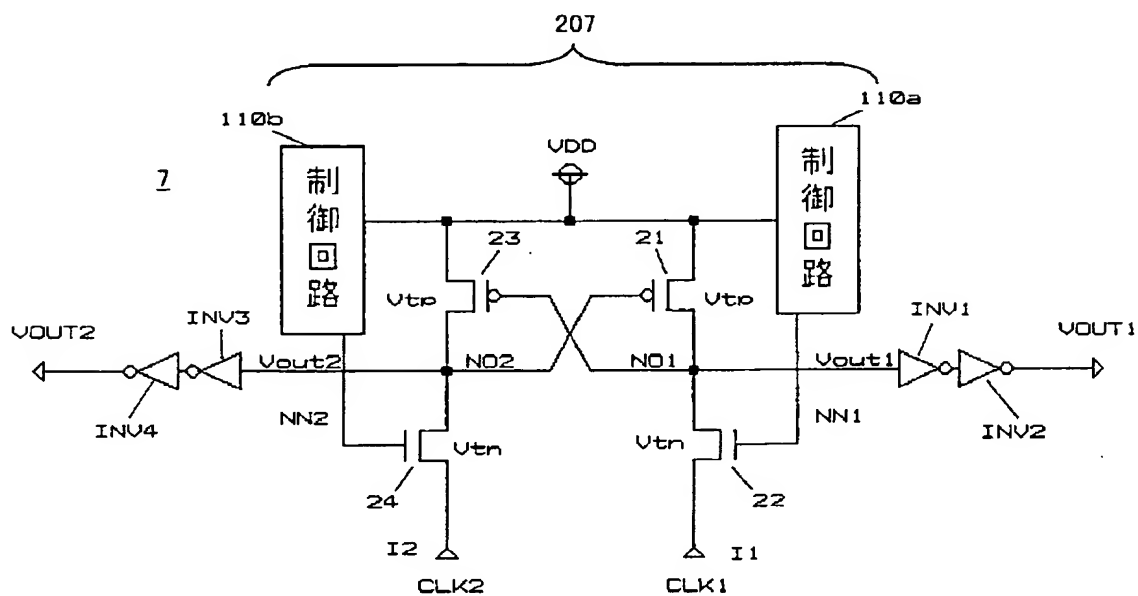 207
110b
110a
7
VDD
制御回路
制御回路
23
21
Vtp
Vtp
INV3
INV1
VOUT2
VOUT1
Vout2
NO2
NO1
Vout1
INV4
NN2
NN1
INV2
Vtn
Vtn
24
22
I2
I1
CLK2
CLK1